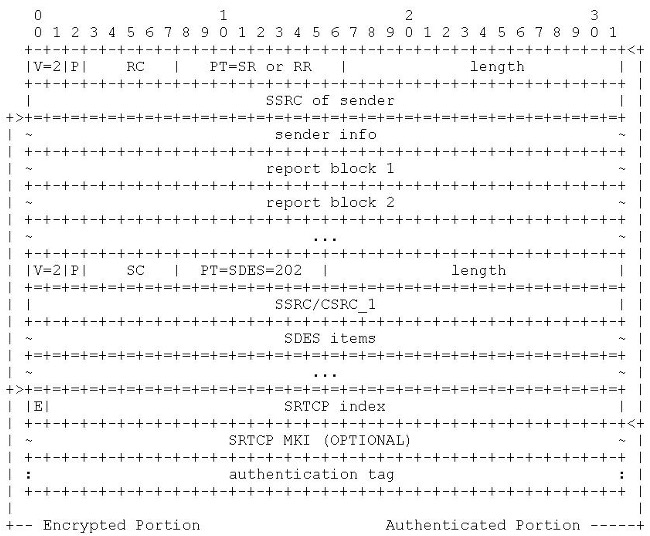 0                   1                   2                   3
0 1 2 3 4 5 6 7 8 9 0 1 2 3 4 5 6 7 8 9 0 1 2 3 4 5 6 7 8 9 0 1
+-+-+-+-+-+-+-+-+-+-+-+-+-+-+-+-+-+-+-+-+-+-+-+-+-+-+-+-+-+-+-+-+<+
|V=2|P|    RC   |   PT=SR or RR   |             length          | |
+-+-+-+-+-+-+-+-+-+-+-+-+-+-+-+-+-+-+-+-+-+-+-+-+-+-+-+-+-+-+-+-+ |
|                         SSRC of sender                        | |
+>+=+=+=+=+=+=+=+=+=+=+=+=+=+=+=+=+=+=+=+=+=+=+=+=+=+=+=+=+=+=+=+=+ |
| ~                          sender info                          ~ |
| +-+-+-+-+-+-+-+-+-+-+-+-+-+-+-+-+-+-+-+-+-+-+-+-+-+-+-+-+-+-+-+-+ |
| ~                         report block 1                        ~ |
| +-+-+-+-+-+-+-+-+-+-+-+-+-+-+-+-+-+-+-+-+-+-+-+-+-+-+-+-+-+-+-+-+ |
| ~                         report block 2                        ~ |
| +-+-+-+-+-+-+-+-+-+-+-+-+-+-+-+-+-+-+-+-+-+-+-+-+-+-+-+-+-+-+-+-+ |
| ~                              ...                              ~ |
| +-+-+-+-+-+-+-+-+-+-+-+-+-+-+-+-+-+-+-+-+-+-+-+-+-+-+-+-+-+-+-+-+ |
| |V=2|P|    SC   |  PT=SDES=202  |             length            | |
| +=+=+=+=+=+=+=+=+=+=+=+=+=+=+=+=+=+=+=+=+=+=+=+=+=+=+=+=+=+=+=+=+ |
| |                          SSRC/CSRC_1                          | |
| +-+-+-+-+-+-+-+-+-+-+-+-+-+-+-+-+-+-+-+-+-+-+-+-+-+-+-+-+-+-+-+-+ |
| ~                           SDES items                          ~ |
| +=+=+=+=+=+=+=+=+=+=+=+=+=+=+=+=+=+=+=+=+=+=+=+=+=+=+=+=+=+=+=+=+ |
| ~                              ...                              ~ |
+>+=+=+=+=+=+=+=+=+=+=+=+=+=+=+=+=+=+=+=+=+=+=+=+=+=+=+=+=+=+=+=+=+ |
| |E|                         SRTCP index                         | |
| +-+-+-+-+-+-+-+-+-+-+-+-+-+-+-+-+-+-+-+-+-+-+-+-+-+-+-+-+-+-+-+-+<+
| ~                     SRTCP MKI (OPTIONAL)                      ~ |
| +-+-+-+-+-+-+-+-+-+-+-+-+-+-+-+-+-+-+-+-+-+-+-+-+-+-+-+-+-+-+-+-+ |
| :                     authentication tag                        : |
| +-+-+-+-+-+-+-+-+-+-+-+-+-+-+-+-+-+-+-+-+-+-+-+-+-+-+-+-+-+-+-+-+ |
|                                                                   |
+-- Encrypted Portion                    Authenticated Portion -----+